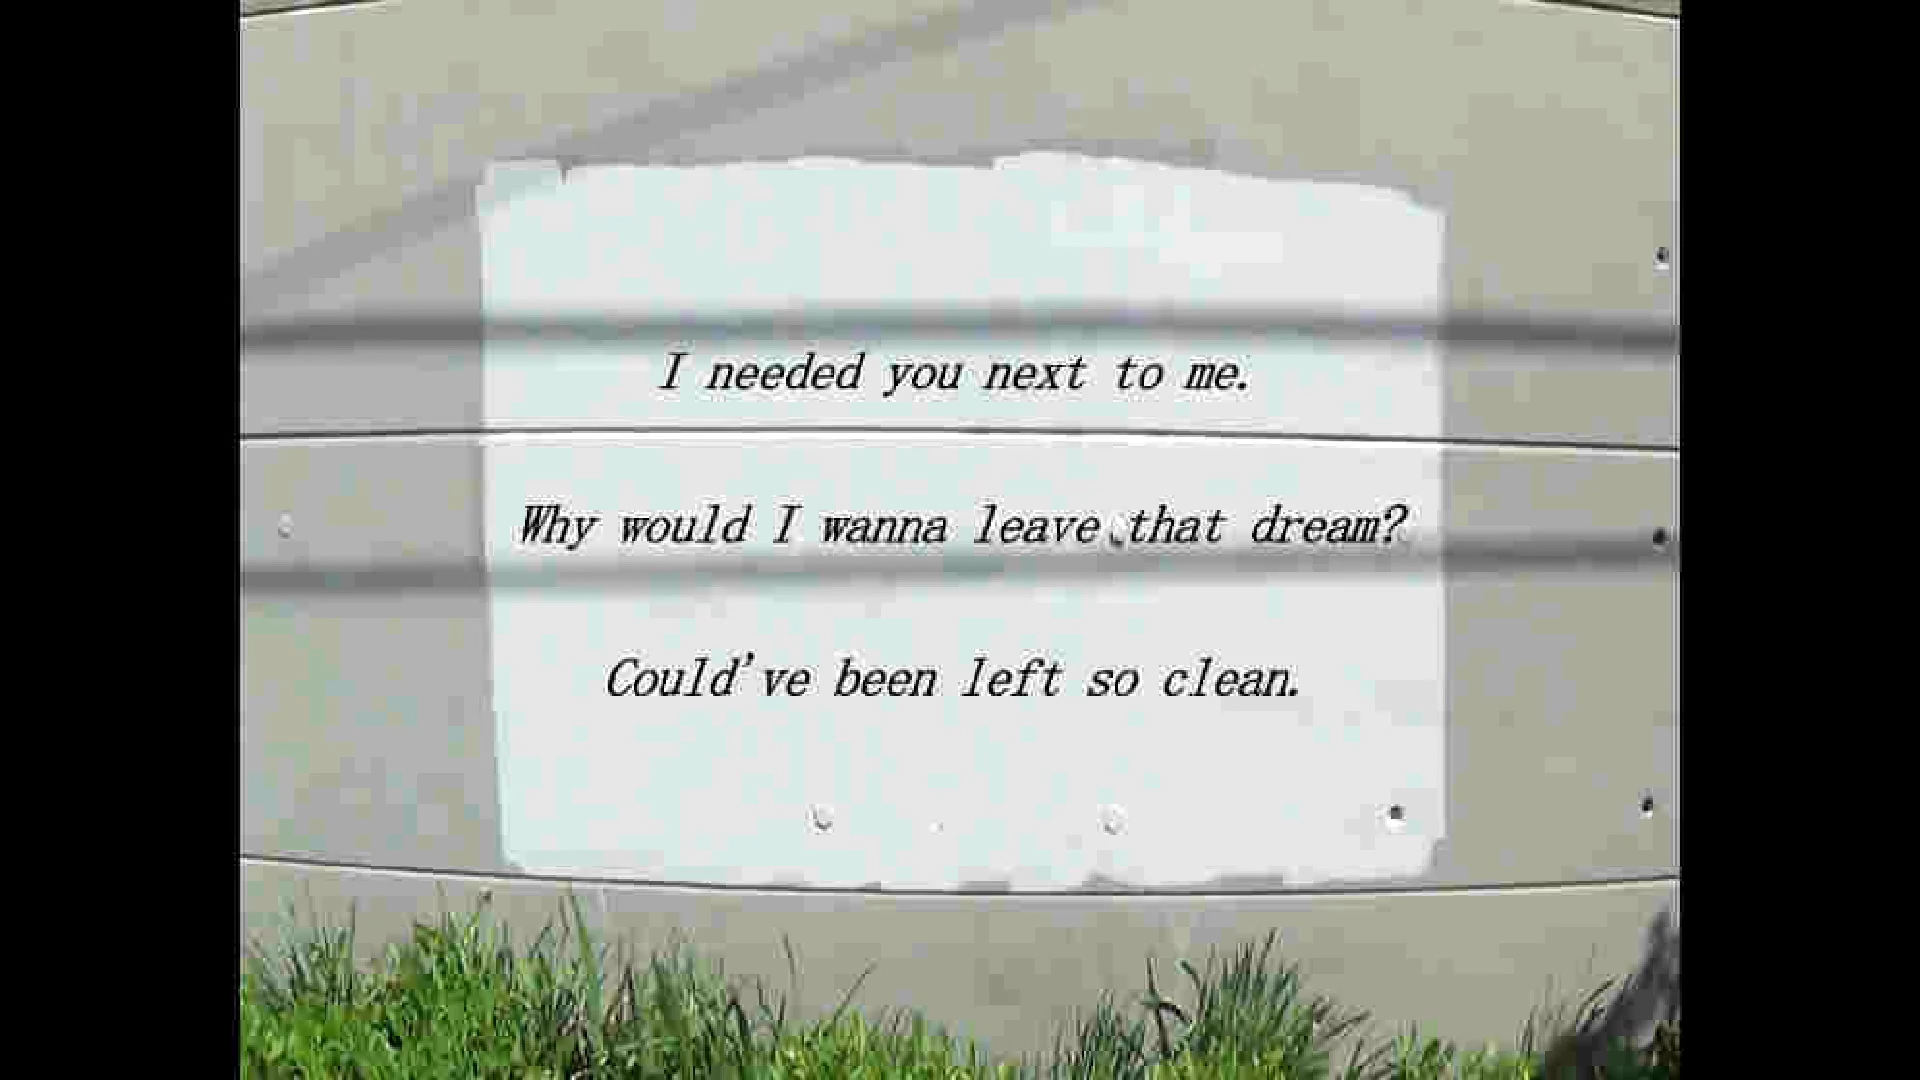 I needed you next to me.
Why would I wanna leave that dream?
Could've been left so clean.